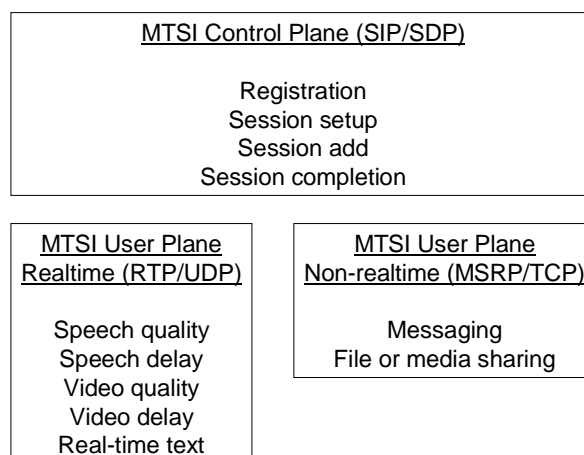 MTSI Control Plane (SIP/SDP)
Registration
Session setup
Session add
Session completion
MTSI User Plane
Realtime (RTP/UDP)
Speech quality
Speech delay
Video quality
Video delay
Real-time text
MTSI User Plane
Non-realtime (MSRP/TCP)
Messaging
File or media sharing